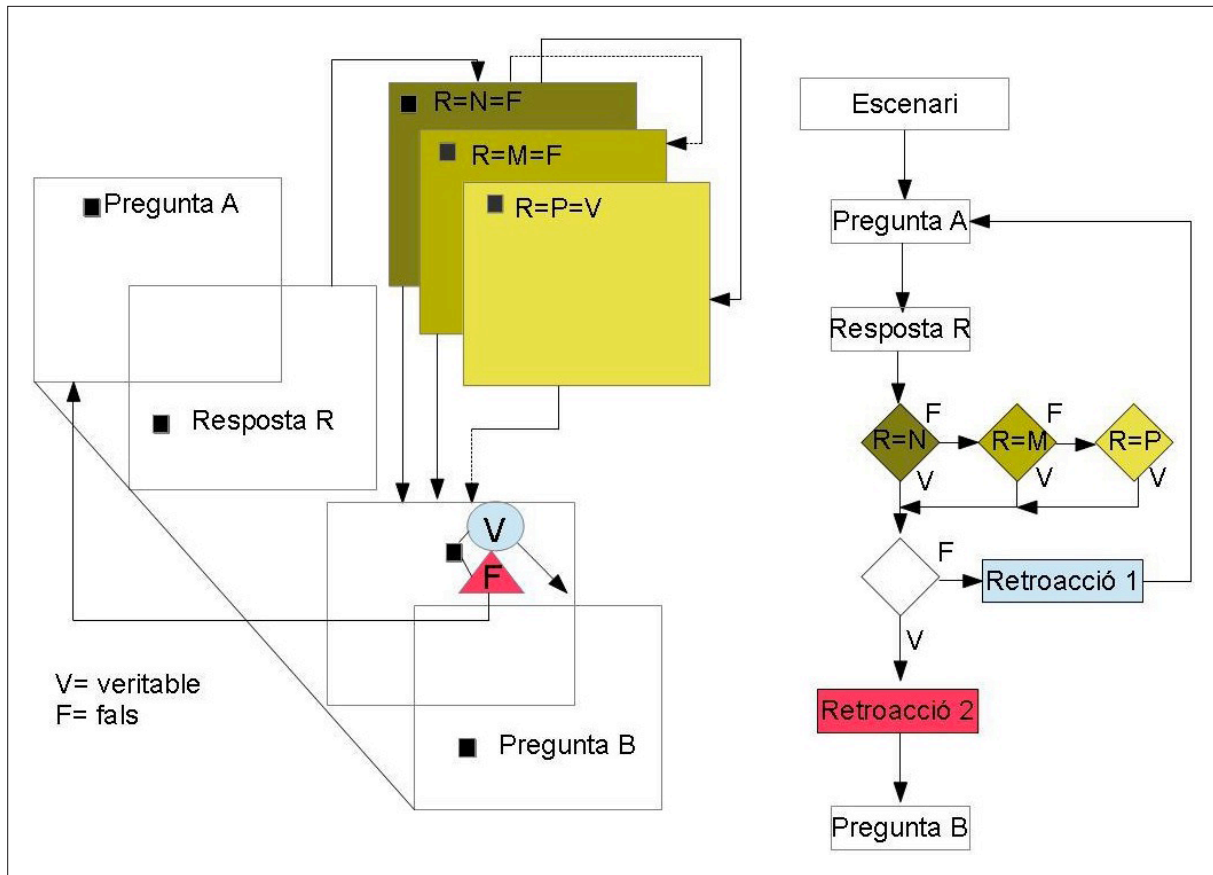 R=N=F
R=M=F
R=P=V
Pregunta A
Resposta R
V
F
V= veritable
F= fals
Pregunta B
Escenari
Pregunta A
Resposta R
F
F
R=N
R=M
R=P
V
V
V
F
Retroacció 1
V
Retroacció 2
Pregunta B